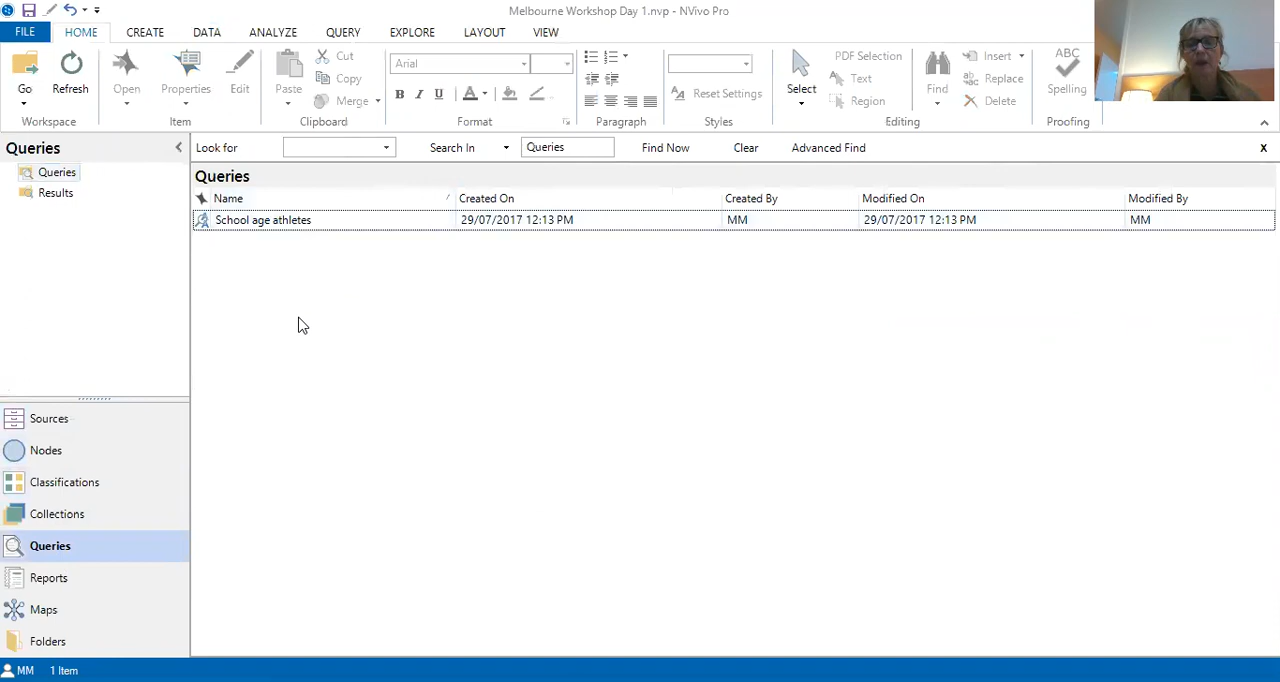 Melbourne Workshop Day 1.nvp - NVivo Pro
FILE HOME CREATE DATA ANALYZE QUERY EXPLORE LAYOUT VIEW
Go Refresh Open Properties Edit Paste Cut Copy Merge Arial B I U A Reset Settings Select PDF Selection Text Region Find Insert Replace Delete ABC Spelling
Workspace Item Clipboard Format Paragraph Styles Editing Proofing
Queries Look for Search In Queries Find Now Clear Advanced Find x
Queries
Results
Queries
Name Created On Created By Modified On Modified By
School age athletes 29/07/2017 12:13 PM MM 29/07/2017 12:13 PM MM
Sources
Nodes
Classifications
Collections
Queries
Reports
Maps
Folders
MM 1 Item